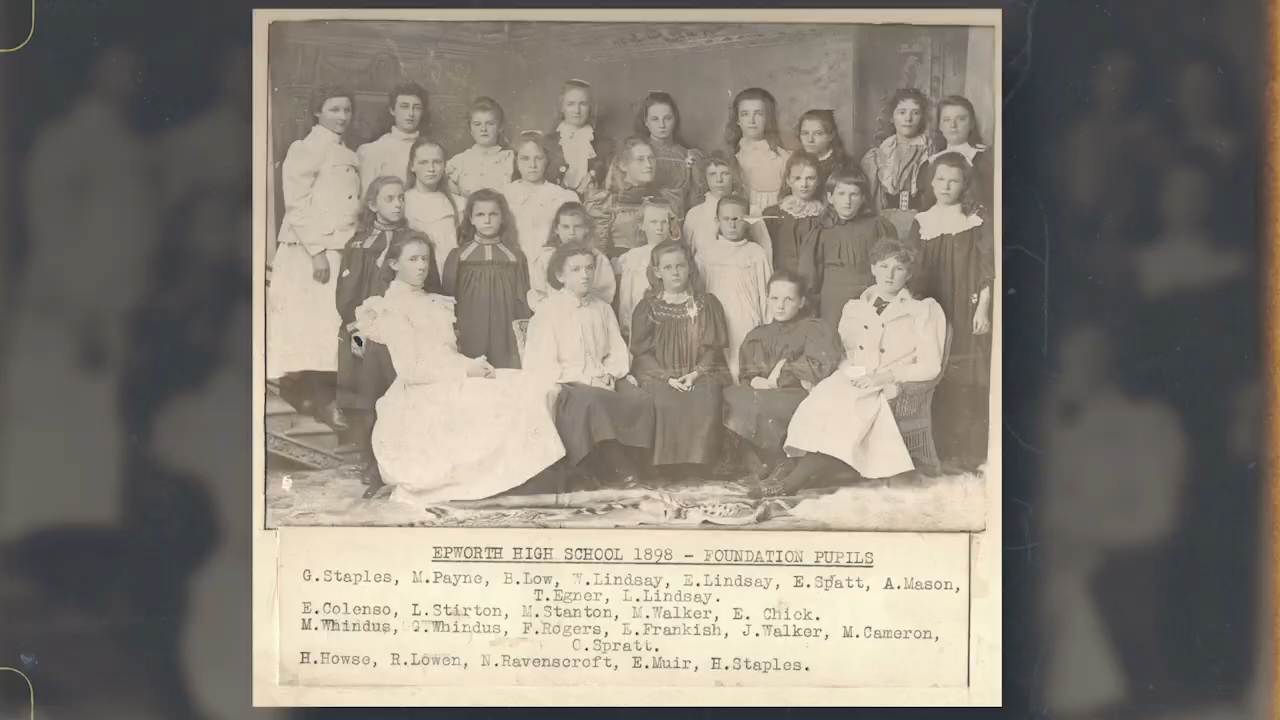 EPWORTH HIGH SCHOOL 1898 - FOUNDATION PUPILS
G.Staples, M.Payne, B.Low, W.Lindsay, E.Lindsay, E.Spratt, A.Mason,
T.Egner, L.Lindsay.
E.Colenso, L.Stirton, M.Stanton, M.Walker, E. Chick.
M.Whindus, G.Whindus, F.Rogers, L.Frankish, J.Walker, M.Cameron,
C.Spratt.
H.Howse, R.Lowen, N.Ravenscroft, E.Muir, H.Staples.